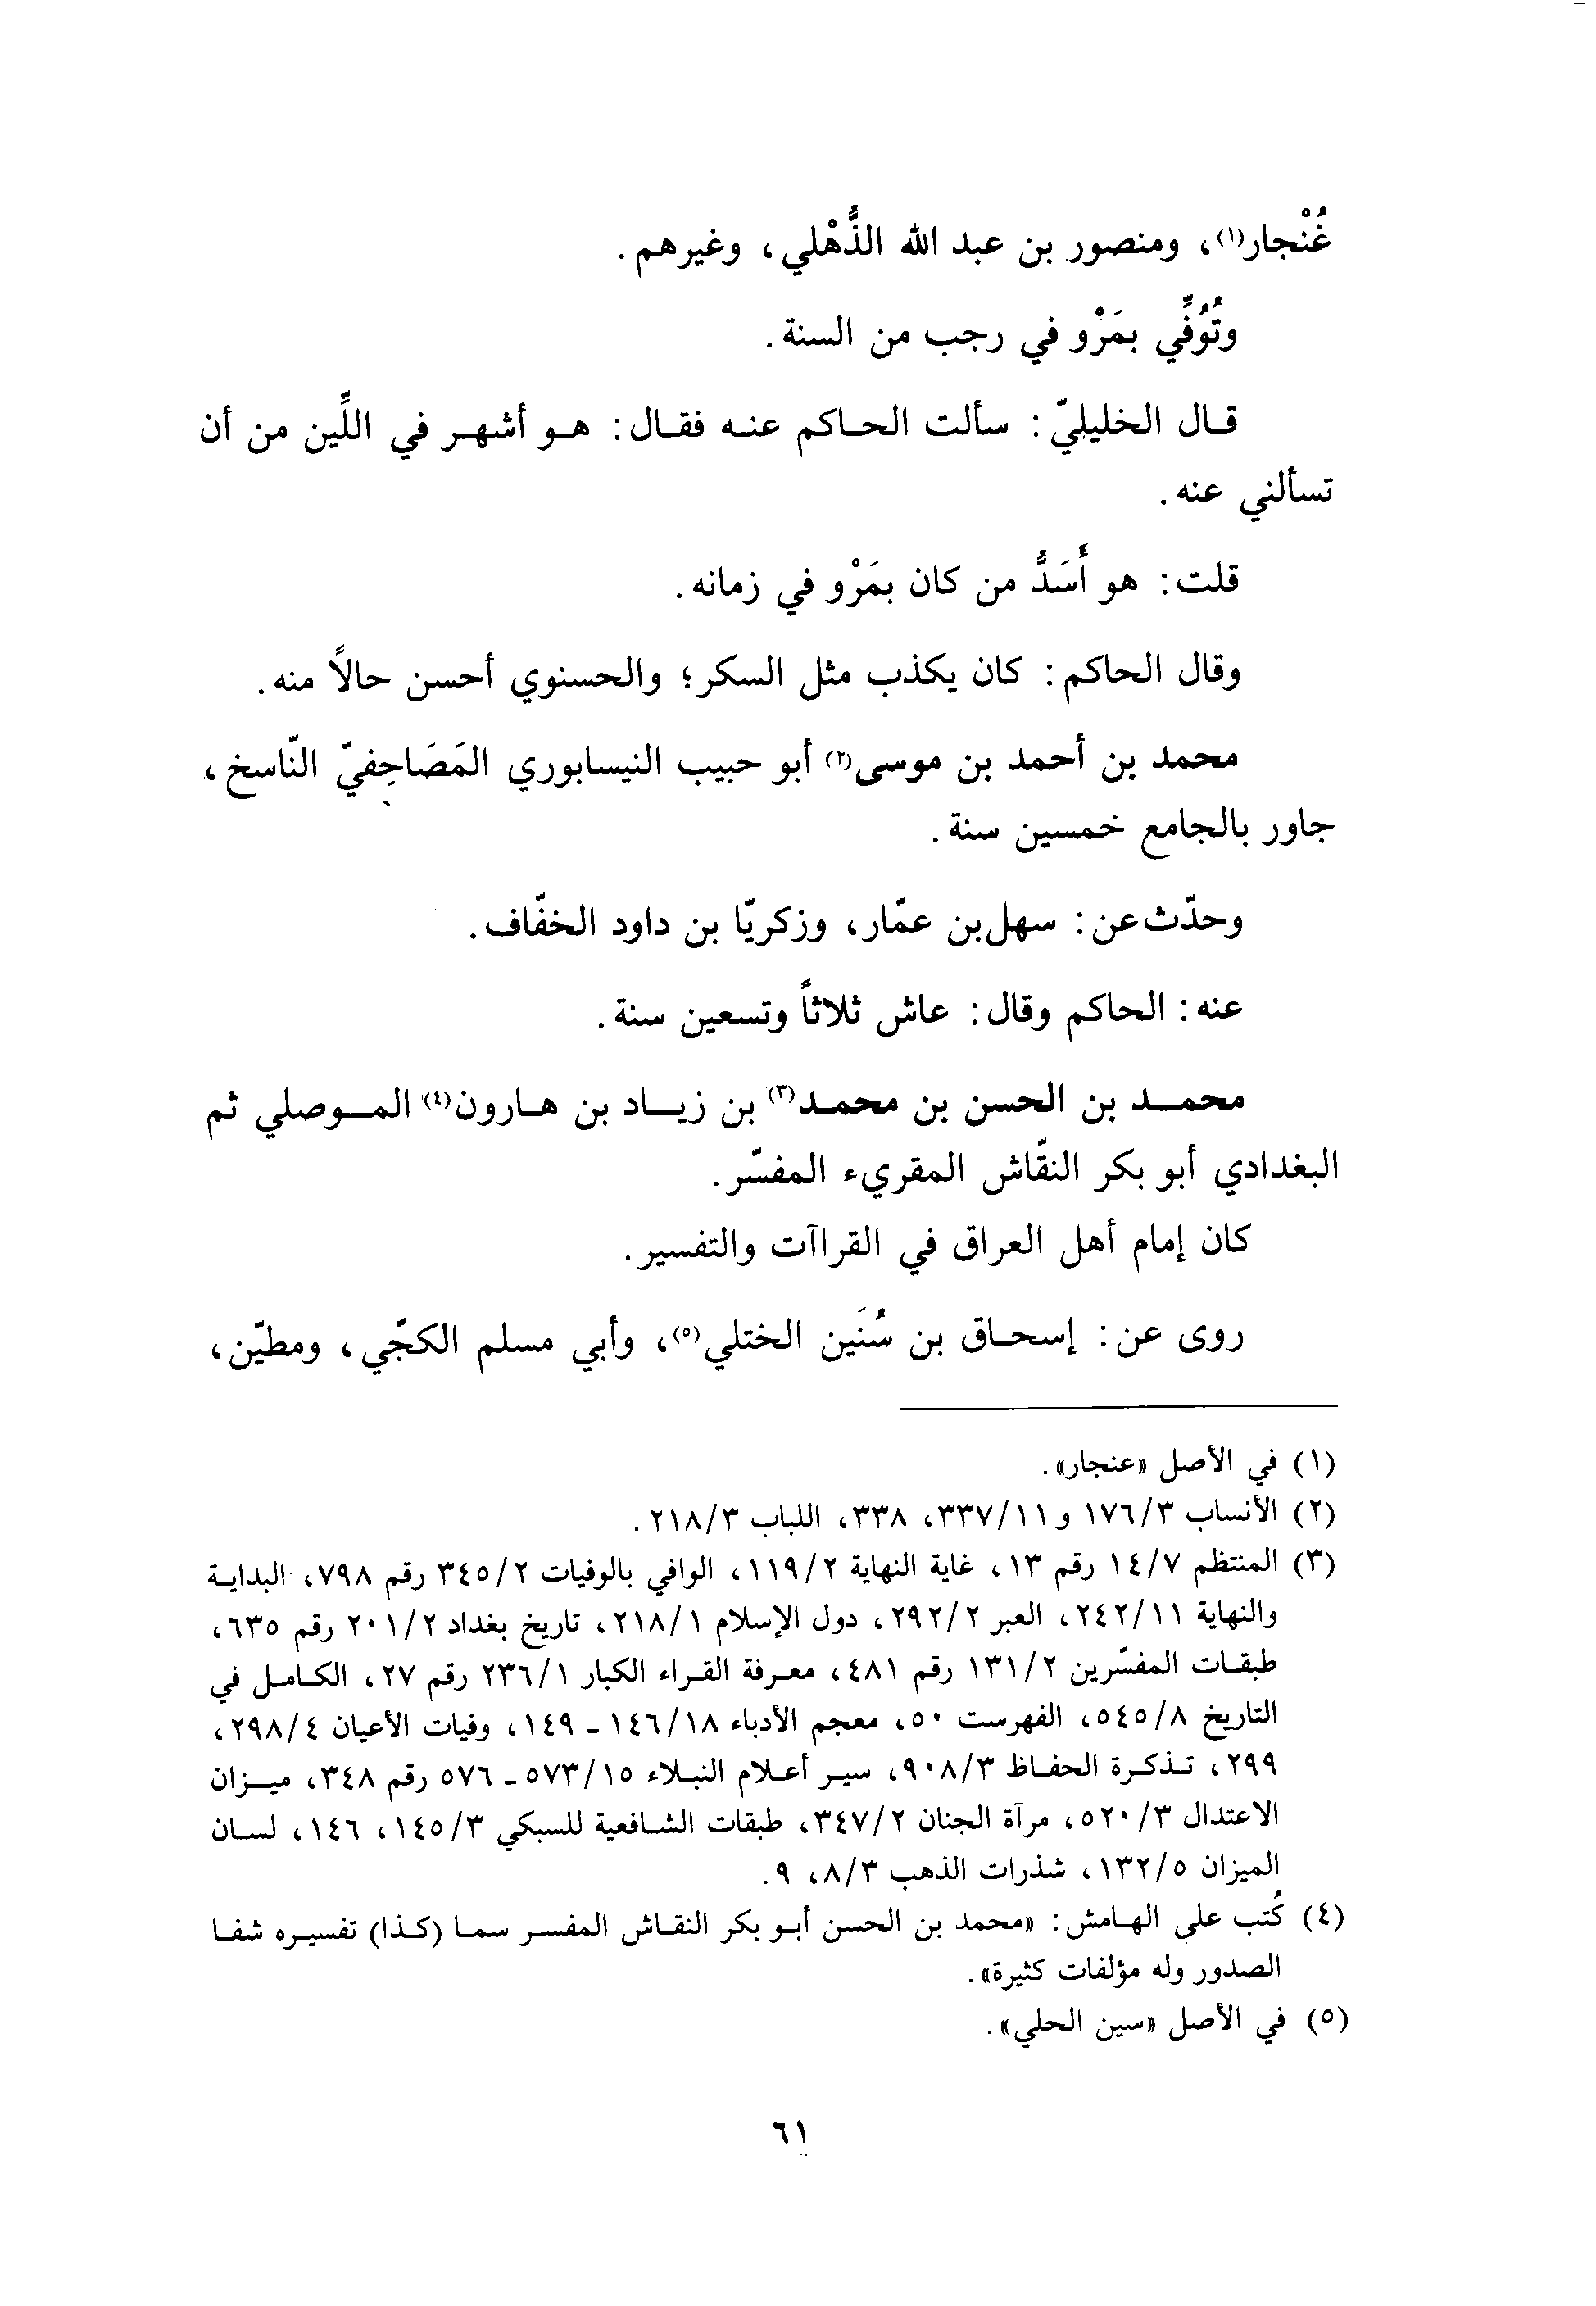 غُنْجار(١)، ومنصور بن عبد الله الذُّهْلي، وغيرهم.
وتُوُفِّي بمَرْو في رجب من السنة.
قال الخليليّ: سألت الحاكم عنه فقال: هو أشهر في اللِّين من أن
تسألني عنه.
قلت: هو أَسَدُّ من كان بمَرْو في زمانه.
وقال الحاكم: كان يكذب مثل السكر؛ والحسنوي أحسن حالاً منه.
محمد بن أحمد بن موسى(٢) أبو حبيب النيسابوري المَصَاحِفيّ النّاسخ،
جاور بالجامع خمسين سنة.
وحدّث عن: سهل بن عمّار، وزكريّا بن داود الخفّاف.
عنه: الحاكم وقال: عاش ثلاثاً وتسعين سنة.
محمد بن الحسن بن محمد(٣) بن زياد بن هارون(٤) الموصلي ثم
البغدادي أبو بكر النقّاش المقريء المفسّر.
كان إمام أهل العراق في القراآت والتفسير.
روى عن: إسحاق بن سُنَين الختلي(٥)، وأبي مسلم الكجّي، ومطيّن،
(١) في الأصل «عنجار».
(٢) الأنساب ١٧٦/٣ و ٣٣٧/١١، ٣٣٨، اللباب ٢١٨/٣.
(٣) المنتظم ١٤/٧ رقم ١٣، غاية النهاية ١١٩/٢، الوافي بالوفيات ٣٤٥/٢ رقم ٧٩٨، البداية
والنهاية ٢٤٢/١١، العبر ٢٩٢/٢، دول الإسلام ٢١٨/١، تاريخ بغداد ٢٠١/٢ رقم ٦٣٥،
طبقات المفسّرين ١٣١/٢ رقم ٤٨١، معرفة القراء الكبار ٢٣٦/١ رقم ٢٧، الكامل في
التاريخ ٥٤٥/٨، الفهرست ٥٠، معجم الأدباء ١٤٦/١٨ - ١٤٩، وفيات الأعيان ٢٩٨/٤،
٢٩٩، تذكرة الحفاظ ٩٠٨/٣، سير أعلام النبلاء ٥٧٣/١٥ - ٥٧٦ رقم ٣٤٨، ميزان
الاعتدال ٥٢٠/٣، مرآة الجنان ٣٤٧/٢، طبقات الشافعية للسبكي ١٤٥/٣، ١٤٦، لسان
الميزان ١٣٢/٥، شذرات الذهب ٨/٣، ٩.
(٤) كُتب على الهامش: «محمد بن الحسن أبو بكر النقاش المفسر سما (كذا) تفسيره شفا
الصدور وله مؤلفات كثيرة».
(٥) في الأصل «سين الحلي».
٦١